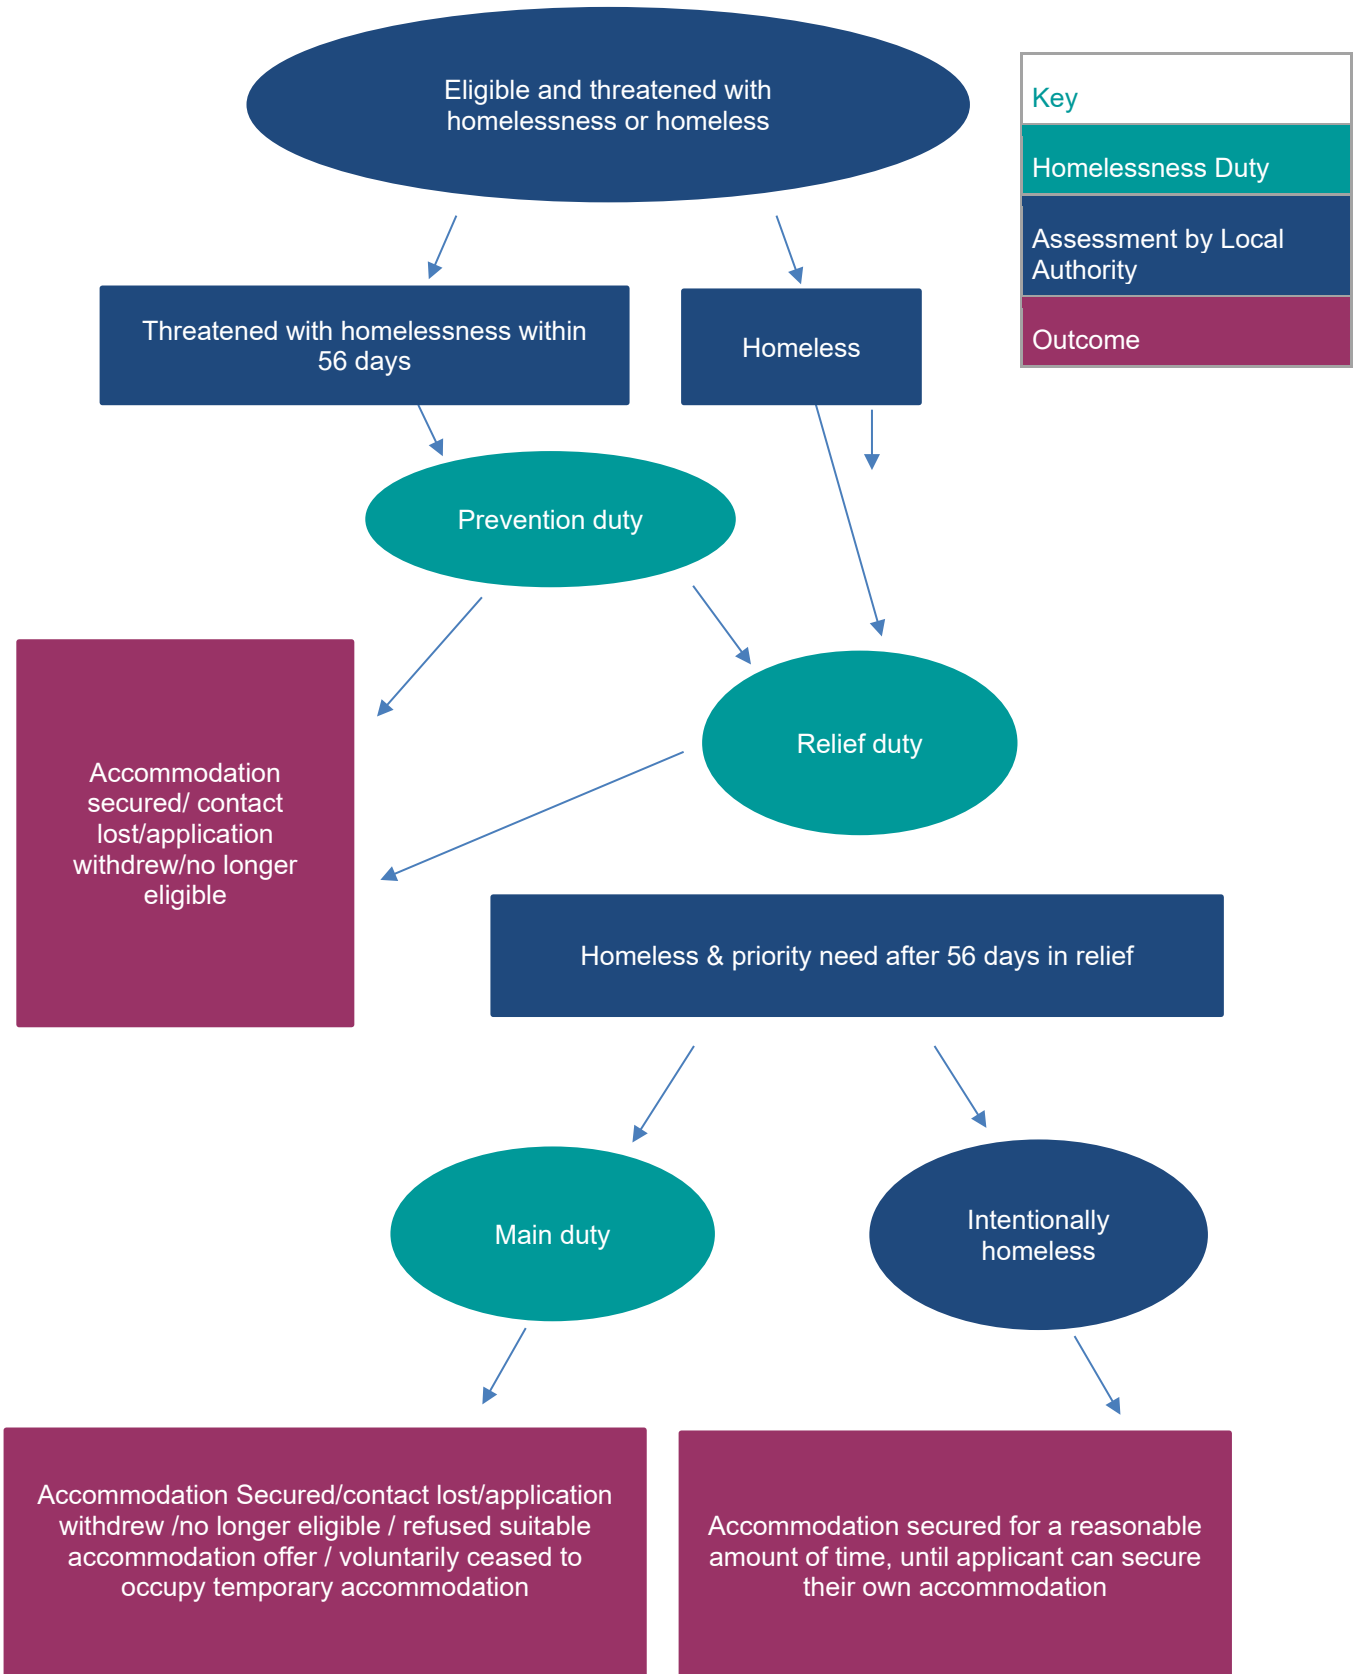 Eligible and threatened with
homelessness or homeless
Key
Homelessness Duty
Assessment by Local
Authority
Outcome
Threatened with homelessness within
56 days
Homeless
Prevention duty
Relief duty
Accommodation
secured/ contact
lost/application
withdrew/no longer
eligible
Homeless & priority need after 56 days in relief
Main duty
Intentionally
homeless
Accommodation Secured/contact lost/application
withdrew /no longer eligible / refused suitable
accommodation offer / voluntarily ceased to
occupy temporary accommodation
Accommodation secured for a reasonable
amount of time, until applicant can secure
their own accommodation